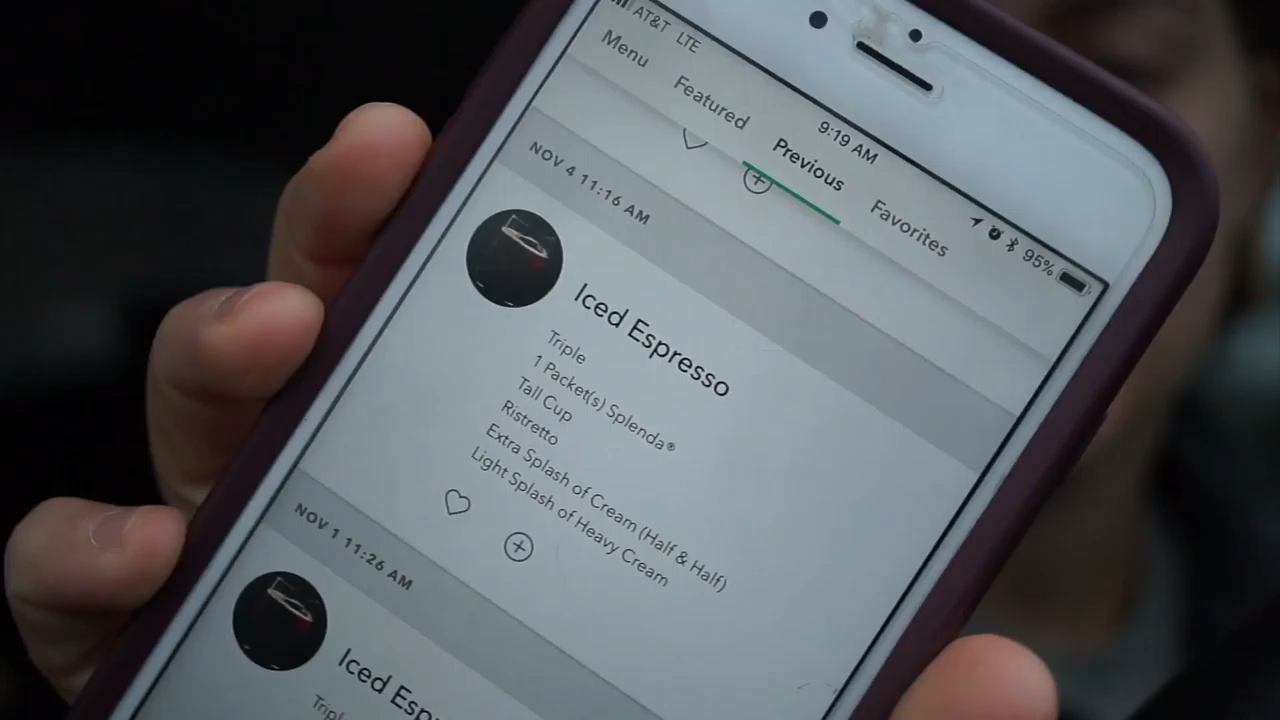 AT&T LTE
9:19 AM
95%
Menu
Featured
Previous
Favorites
NOV 4 11:16 AM
Iced Espresso
Triple
1 Packet(s) Splenda®
Tall Cup
Ristretto
Extra Splash of Cream (Half & Half)
Light Splash of Heavy Cream
NOV 1 11:26 AM
Iced Esp
Tripl